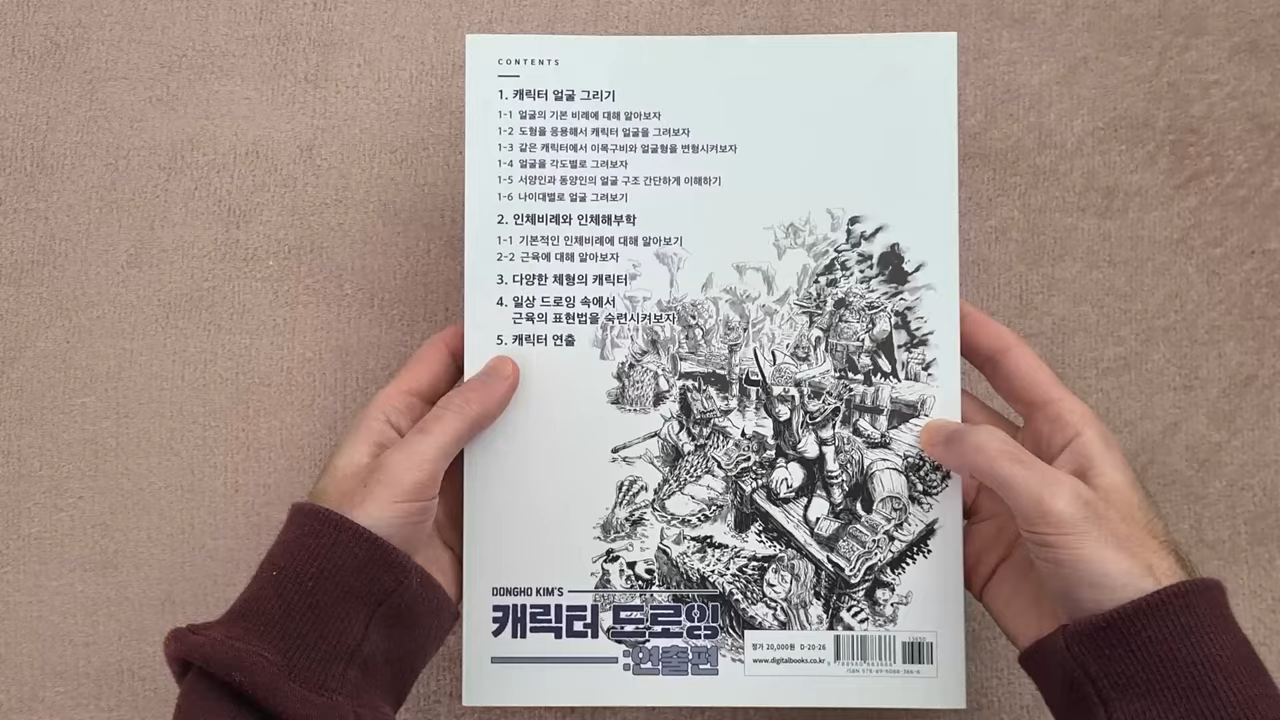 CONTENTS
1. 캐릭터 얼굴 그리기
1-1 얼굴의 기본 비례에 대해 알아보자
1-2 도형을 응용해서 캐릭터 얼굴을 그려보자
1-3 같은 캐릭터에서 이목구비와 얼굴형을 변형시켜보자
1-4 얼굴을 각도별로 그려보자
1-5 서양인과 동양인의 얼굴 구조 간단하게 이해하기
1-6 나이대별로 얼굴 그려보기
2. 인체비례와 인체해부학
1-1 기본적인 인체비례에 대해 알아보기
2-2 근육에 대해 알아보자
3. 다양한 체형의 캐릭터
4. 일상 드로잉 속에서
근육의 표현법을 숙련시켜보자
5. 캐릭터 연출
DONGHO KIM'S
캐릭터 드로잉
:연출편
정가 20,000원 D-20-26
www.digitalbooks.co.kr
13650